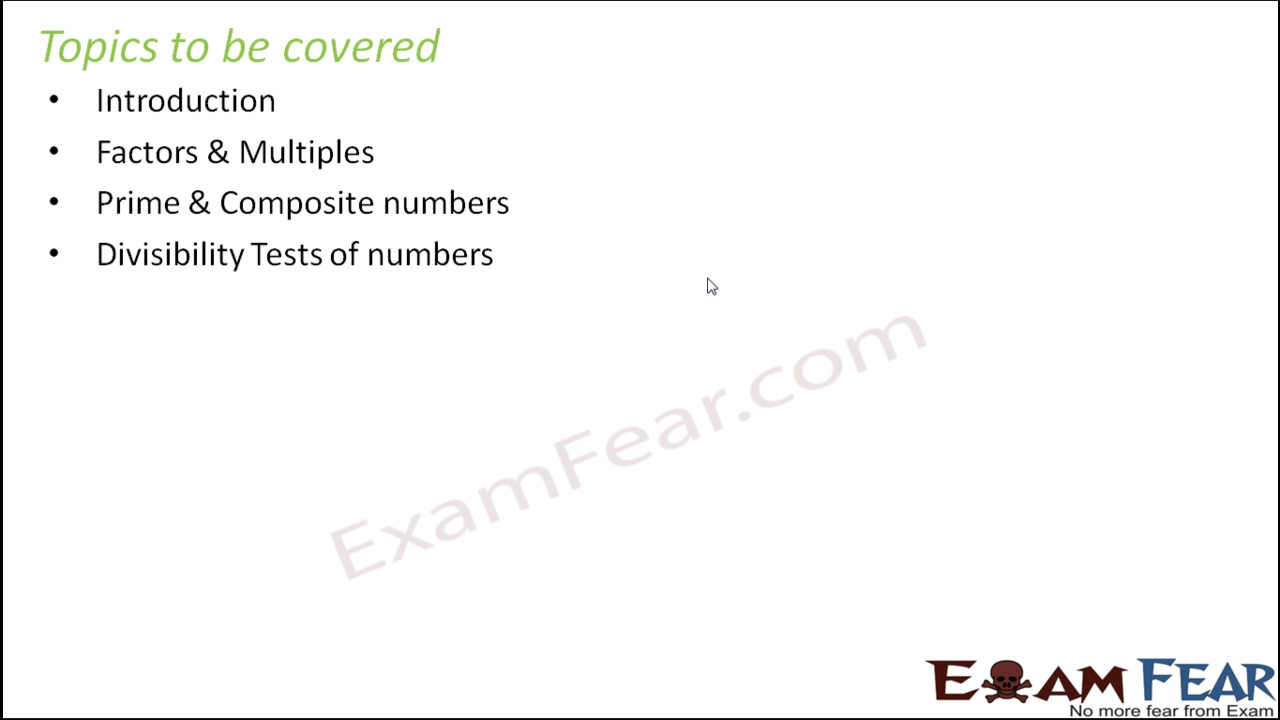 Topics to be covered
• Introduction
• Factors & Multiples
• Prime & Composite numbers
• Divisibility Tests of numbers
ExamFear.com
EXAM FEAR
No more fear from Exam